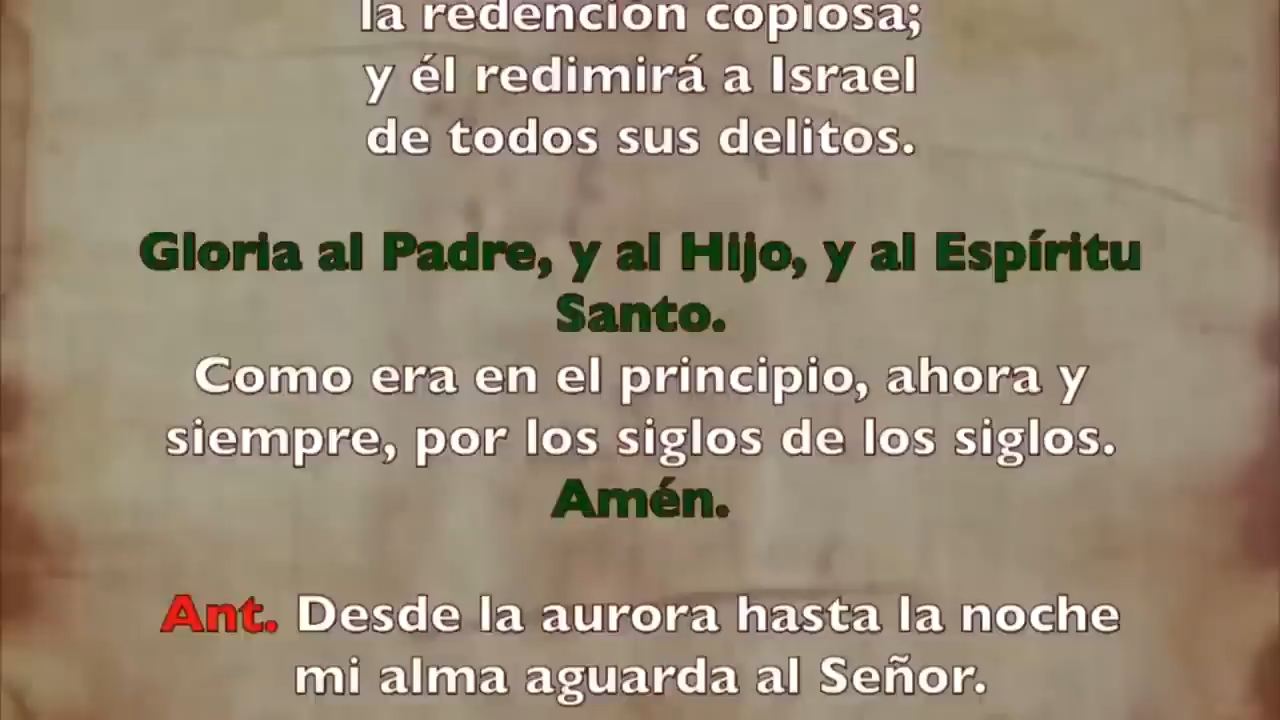 la redención copiosa;
y él redimirá a Israel
de todos sus delitos.
Gloria al Padre, y al Hijo, y al Espíritu
Santo.
Como era en el principio, ahora y
siempre, por los siglos de los siglos.
Amén.
Ant. Desde la aurora hasta la noche
mi alma aguarda al Señor.